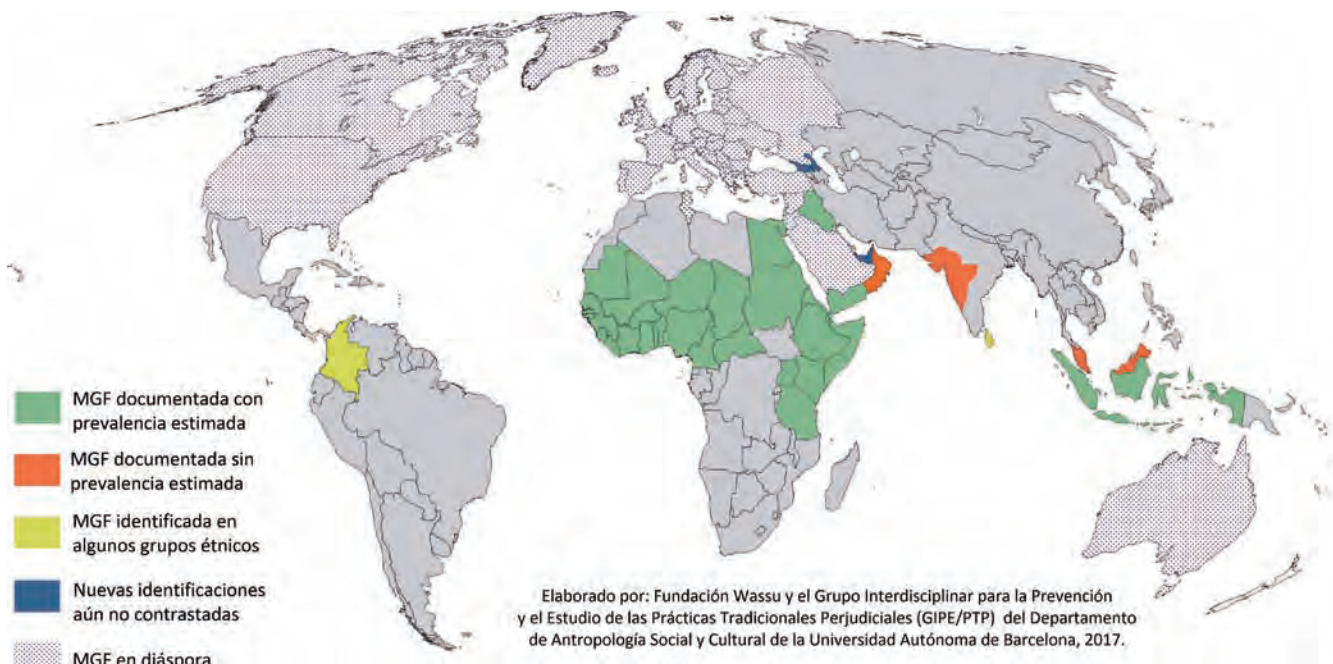 MGF documentada con
prevalencia estimada
MGF documentada sin
prevalencia estimada
MGF identificada en
algunos grupos étnicos
Nuevas identificaciones
aún no contrastadas
MGF en diáspora
Elaborado por: Fundación Wassu y el Grupo Interdisciplinar para la Prevención
y el Estudio de las Prácticas Tradicionales Perjudiciales (GIPE/PTP) del Departamento
de Antropología Social y Cultural de la Universidad Autónoma de Barcelona, 2017.